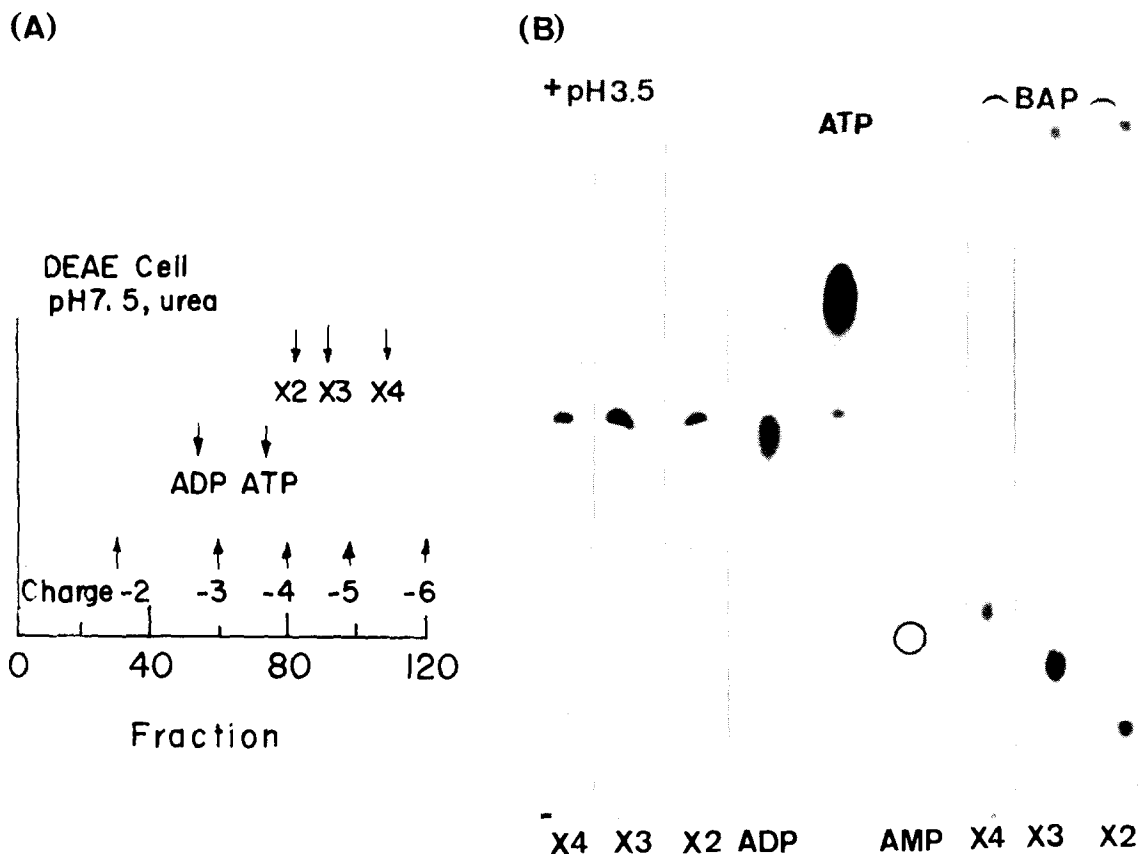 (A)
DEAE Cell
pH7.5, urea
X2 X3 X4
ADP ATP
Charge -2 -3 -4 -5 -6
0 40 80 120
Fraction
(B)
+pH3.5
ATP
BAP
-
X4 X3 X2 ADP AMP X4 X3 X2